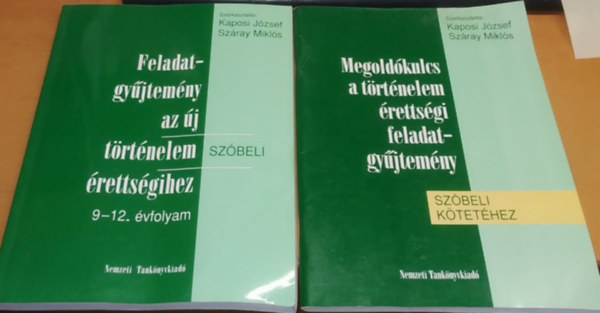 Szerkesztette:
Kaposi József
Száray Miklós
Feladat-
gyűjtemény
az új
történelem
érettségihez
SZÓBELI
9–12. évfolyam
Nemzeti Tankönyvkiadó
Szerkesztette:
Kaposi József
Száray Miklós
Megoldókulcs
a történelem
érettségi
feladat-
gyűjtemény
SZÓBELI
KÖTETÉHEZ
Nemzeti Tankönyvkiadó